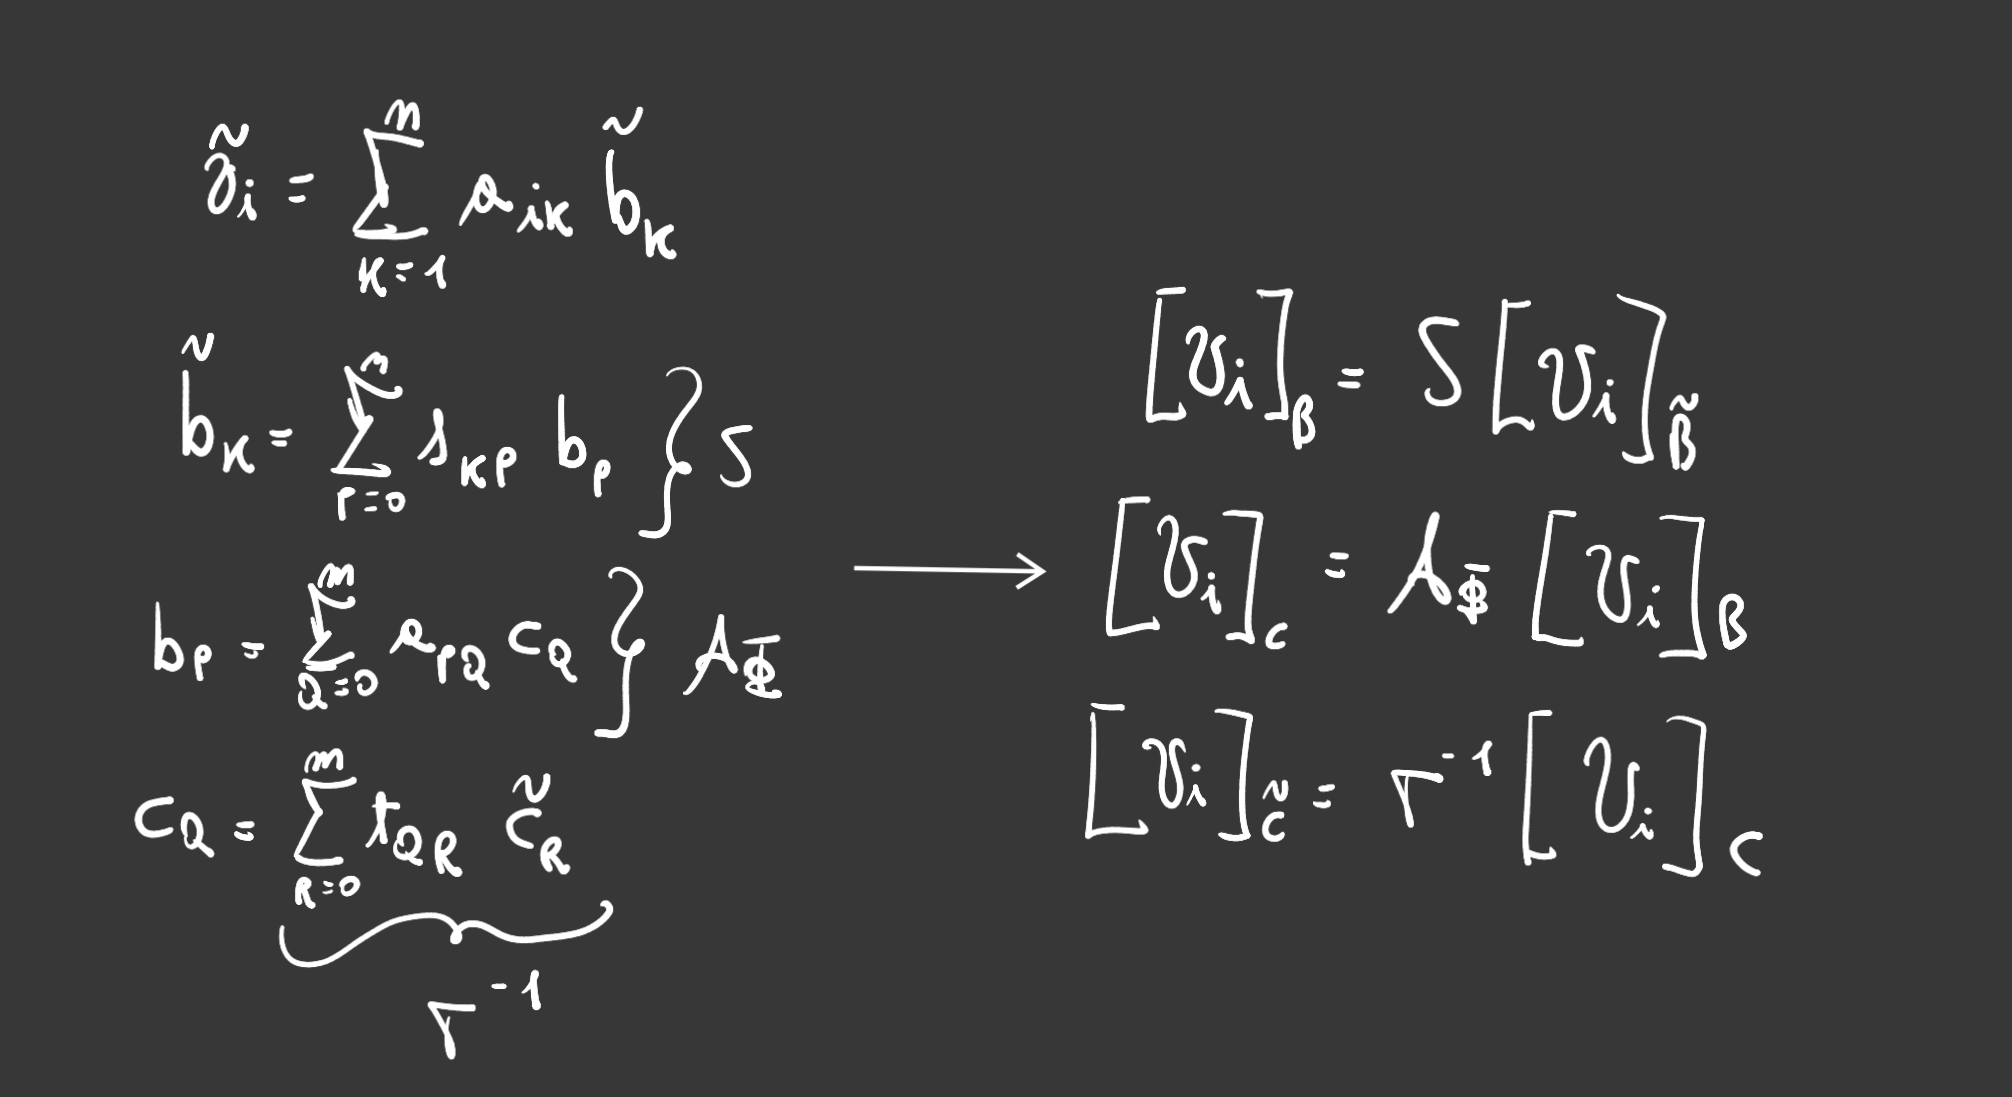 ṽ_i = Σ_{K=1}^{n} a_{iK} b̃_K
b̃_K = Σ_{P=0}^{n} s_{KP} b_P } S
b_P = Σ_{Q=0}^{m} a_{PQ} c_Q } A_Φ
c_Q = Σ_{R=0}^{m} t_{QR} c̃_R
T^{-1}
[v_i]_B = S [v_i]_B̃
→ [v_i]_C = A_Φ [v_i]_B
[v_i]_C̃ = T^{-1} [v_i]_C